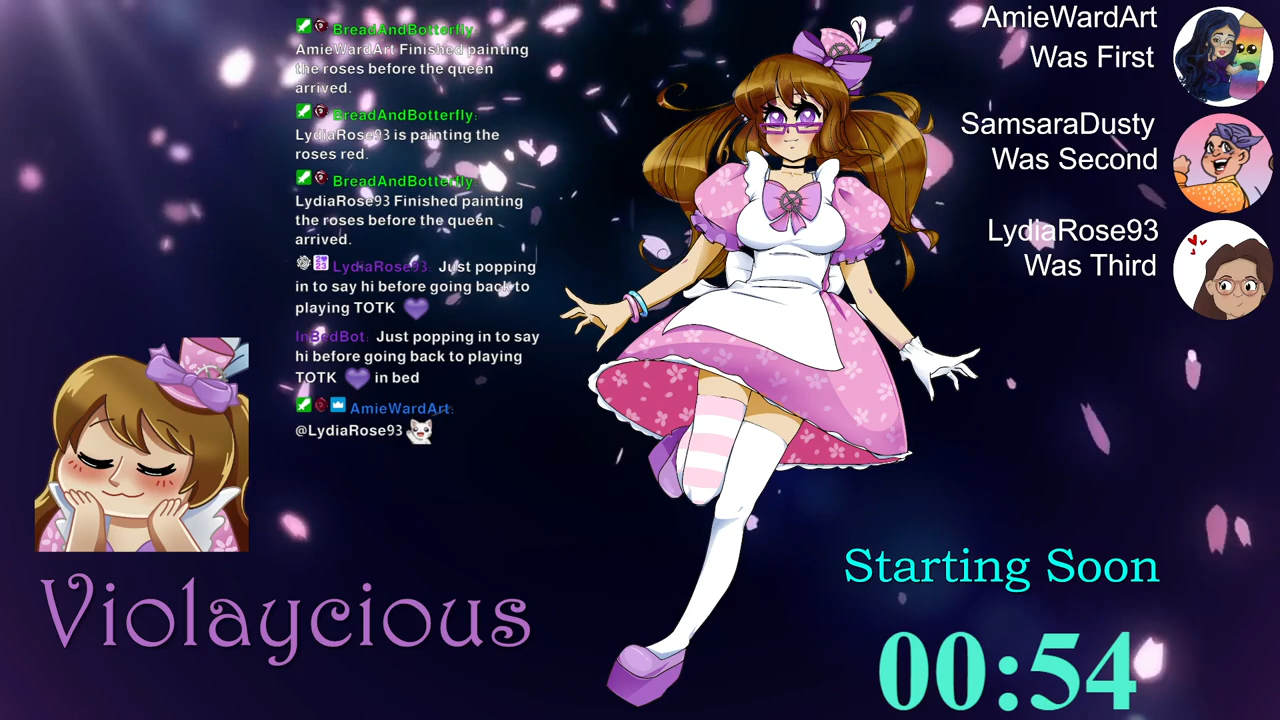 BreadAndBotterfly:
AmieWardArt Finished painting
the roses before the queen
arrived.
BreadAndBotterfly:
LydiaRose93 is painting the
roses red.
BreadAndBotterfly:
LydiaRose93 Finished painting
the roses before the queen
arrived.
LydiaRose93: Just popping
in to say hi before going back to
playing TOTK
InBedBot: Just popping in to say
hi before going back to playing
TOTK in bed
AmieWardArt:
@LydiaRose93
AmieWardArt
Was First
SamsaraDusty
Was Second
LydiaRose93
Was Third
Violaycious
Starting Soon
00:54